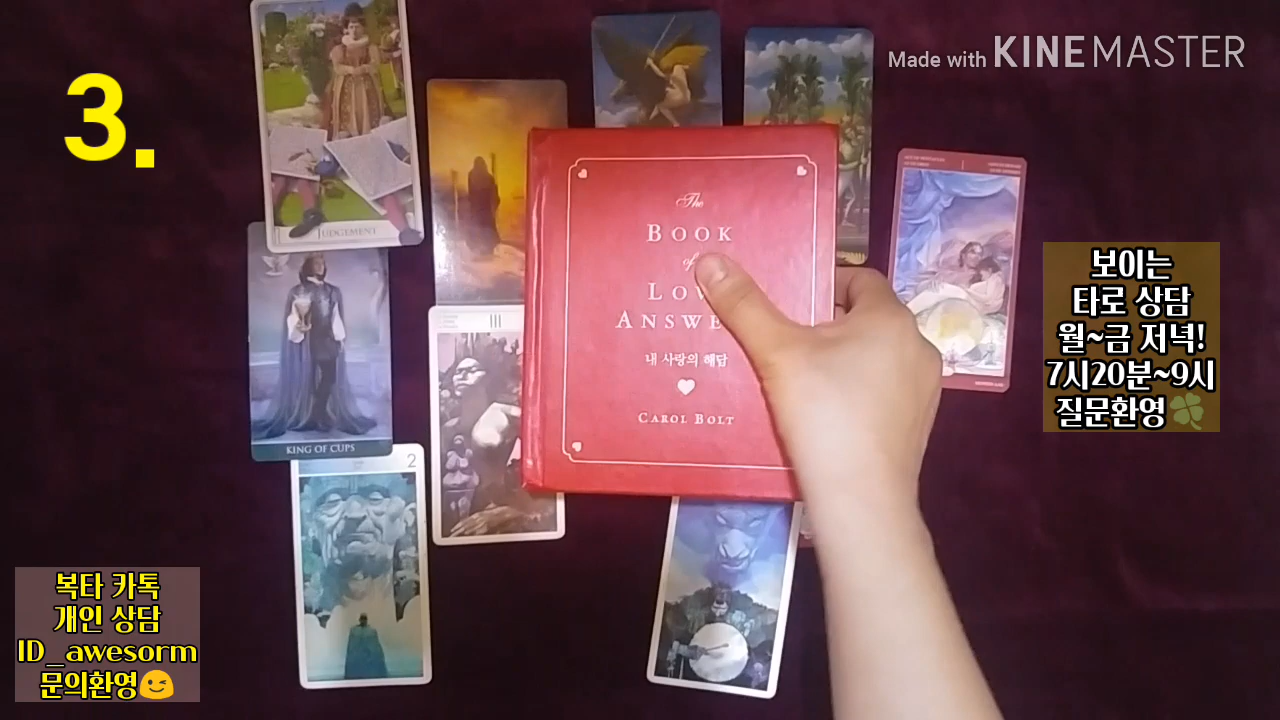 3.
Made with KINEMASTER
JUDGEMENT
KING OF CUPS
III
2
The
BOOK
of
내 사랑의 해답
CAROL BOLT
보이는
타로 상담
월~금 저녁!
7시20분~9시
질문환영🍀
복타 카톡
개인 상담
ID_awesorm
문의환영😉